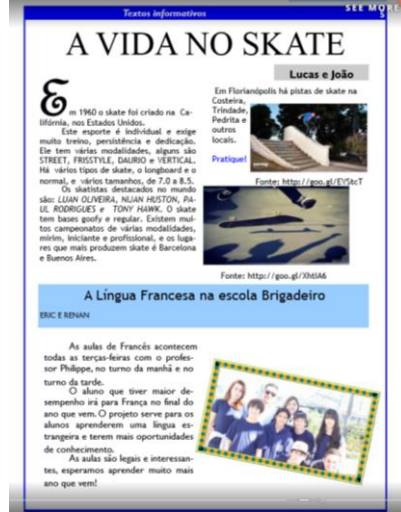 SEE MORE
Textos informativos
5
A VIDA NO SKATE
Lucas e João
Em 1960 o skate foi criado na Ca-
lifórnia, nos Estados Unidos.
Este esporte é individual e exige
muito treino, persistência e dedicação.
Ele tem várias modalidades, alguns são
STREET, FRISSTYLE, DAURIO e VERTICAL.
Há vários tipos de skate, o longboard e o
normal, e vários tamanhos, de 7.0 a 8.5.
Os skatistas destacados no mundo
são: LUAN OLIVEIRA, NIJAN HUSTON, PA-
UL RODRIGUES e TONY HAWK. O skate
tem bases goofy e regular. Existem mui-
tos campeonatos de várias modalidades,
mirim, iniciante e profissional, e os luga-
res que mais produzem skate é Barcelona
e Buenos Aires.
Em Florianópolis há pistas de skate na
Costeira,
Trindade,
Pedrita e
outros
locais.
Pratique!
Fonte: http://goo.gl/EYStcT
Fonte: http://goo.gl/XhtIA6
A Língua Francesa na escola Brigadeiro
ERIC E RENAN
As aulas de Francês acontecem
todas as terças-feiras com o profes-
sor Philippe, no turno da manhã e no
turno da tarde.
O aluno que tiver maior de-
sempenho irá para França no final do
ano que vem. O projeto serve para os
alunos aprenderem uma língua es-
trangeira e terem mais oportunidades
de conhecimento.
As aulas são legais e interessan-
tes, esperamos aprender muito mais
ano que vem!